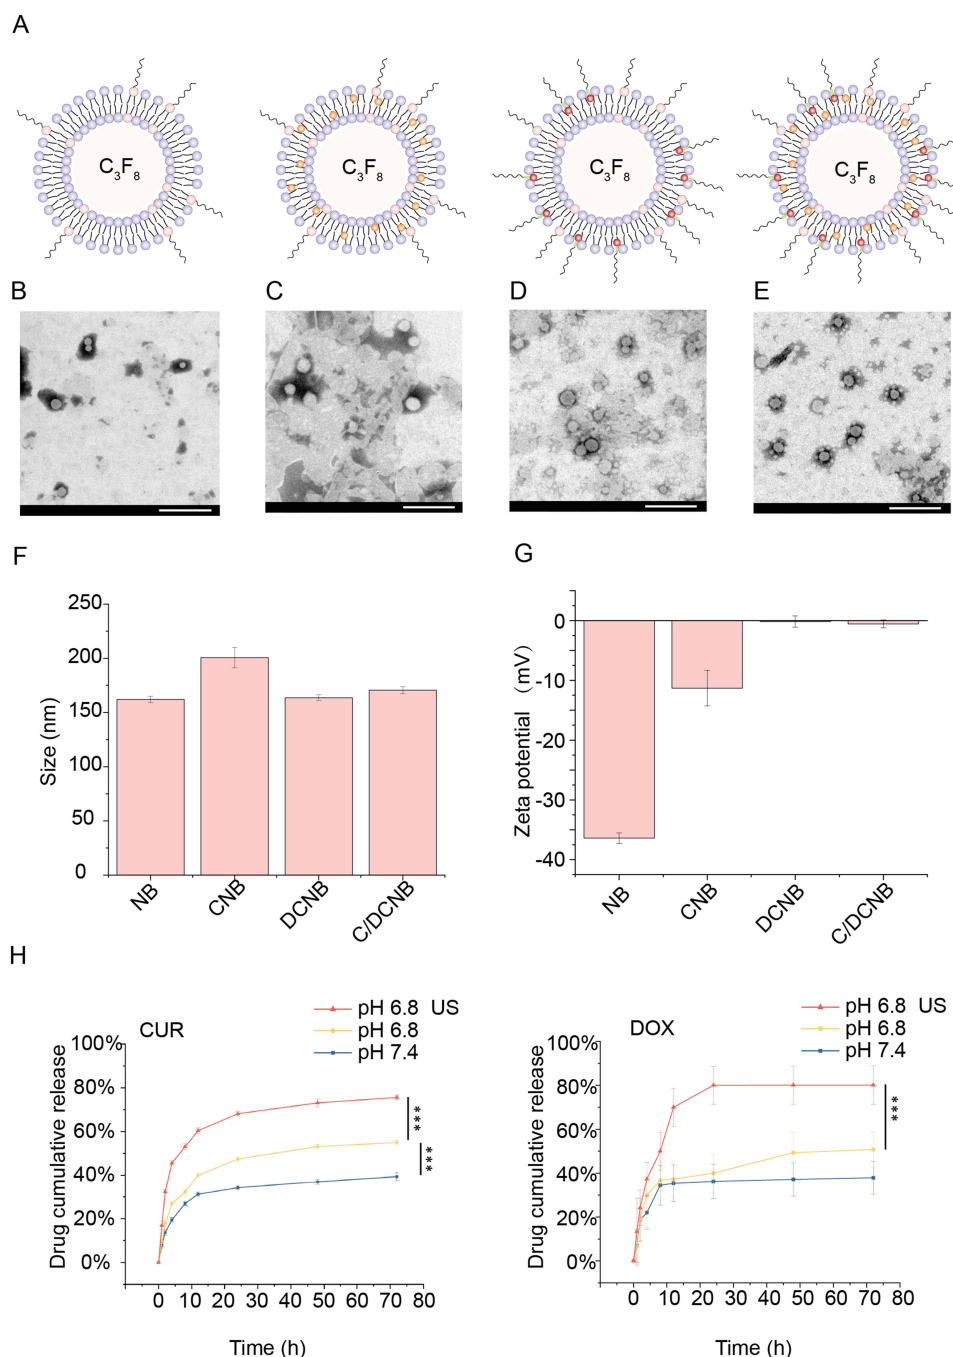 A
C3F8 C3F8 C3F8 C3F8
B C D E
F
250
200
150
100
50
0
Size (nm)
NB CNB DCNB C/DCNB
G
0
-10
-20
-30
-40
Zeta potential (mV)
NB CNB DCNB C/DCNB
H
pH 6.8 US
pH 6.8
pH 7.4
CUR
100%
80%
60%
40%
20%
0%
Drug cumulative release
***
***
0 10 20 30 40 50 60 70 80
Time (h)
pH 6.8 US
pH 6.8
pH 7.4
DOX
100%
80%
60%
40%
20%
0%
Drug cumulative release
***
0 10 20 30 40 50 60 70 80
Time (h)